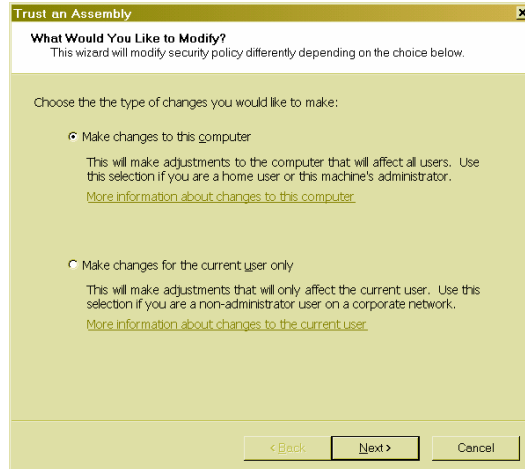 Trust an Assembly
What Would You Like to Modify?
This wizard will modify security policy differently depending on the choice below.
Choose the the type of changes you would like to make:
Make changes to this computer
This will make adjustments to the computer that will affect all users. Use
this selection if you are a home user or this machine's administrator.
More information about changes to this computer
Make changes for the current user only
This will make adjustments that will only affect the current user. Use this
selection if you are a non-administrator user on a corporate network.
More information about changes to the current user
< Back
Next >
Cancel